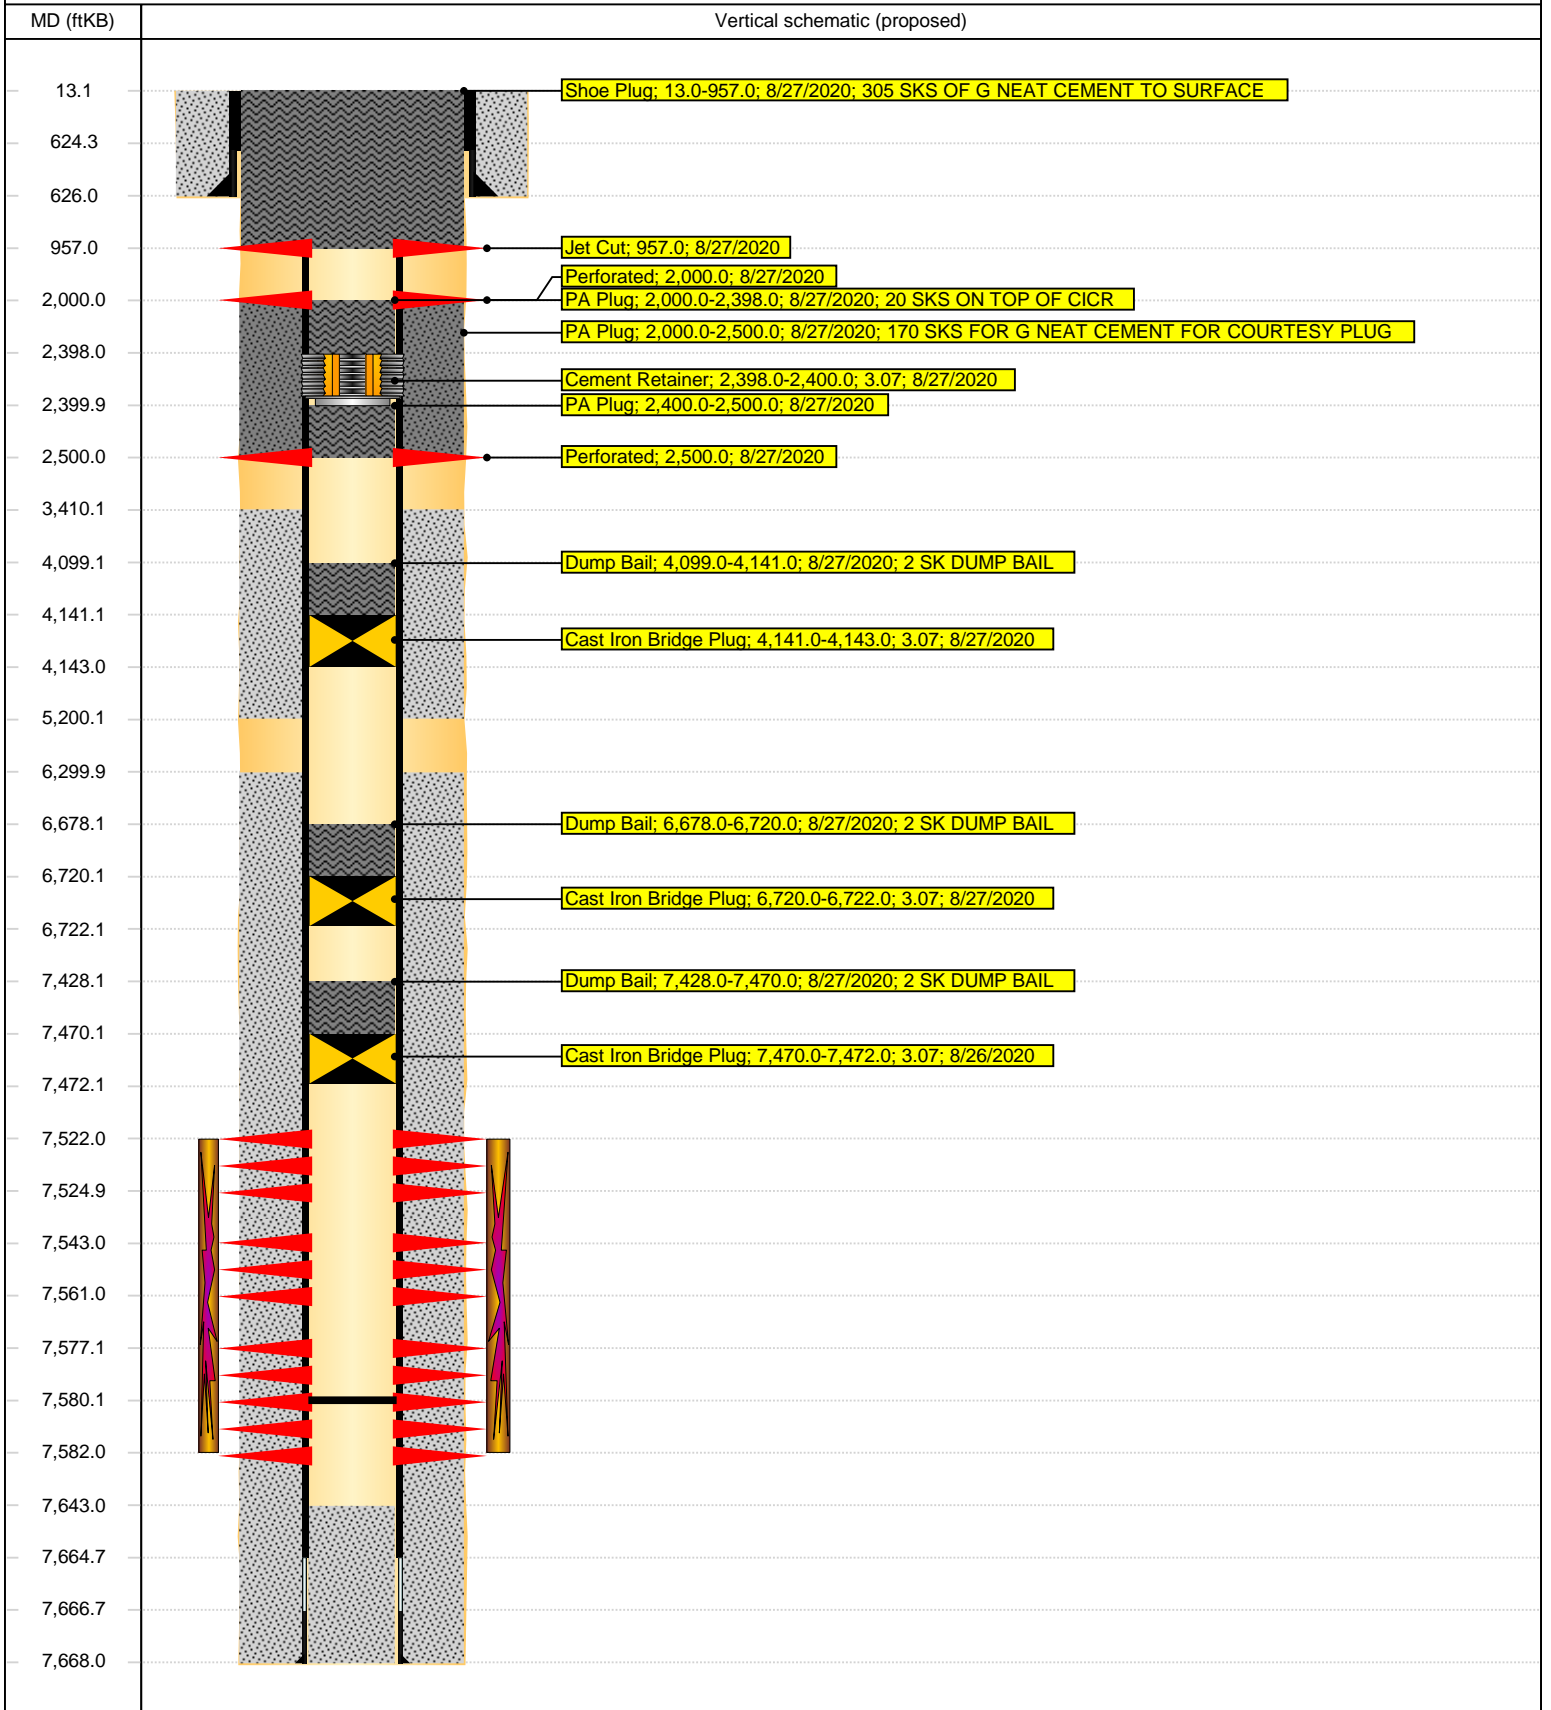 MD (ftKB)
Vertical schematic (proposed)
13.1
Shoe Plug; 13.0-957.0; 8/27/2020; 305 SKS OF G NEAT CEMENT TO SURFACE
624.3
626.0
957.0
Jet Cut; 957.0; 8/27/2020
Perforated; 2,000.0; 8/27/2020
2,000.0
PA Plug; 2,000.0-2,398.0; 8/27/2020; 20 SKS ON TOP OF CICR
PA Plug; 2,000.0-2,500.0; 8/27/2020; 170 SKS FOR G NEAT CEMENT FOR COURTESY PLUG
2,398.0
Cement Retainer; 2,398.0-2,400.0; 3.07; 8/27/2020
2,399.9
PA Plug; 2,400.0-2,500.0; 8/27/2020
2,500.0
Perforated; 2,500.0; 8/27/2020
3,410.1
4,099.1
Dump Bail; 4,099.0-4,141.0; 8/27/2020; 2 SK DUMP BAIL
4,141.1
Cast Iron Bridge Plug; 4,141.0-4,143.0; 3.07; 8/27/2020
4,143.0
5,200.1
6,299.9
6,678.1
Dump Bail; 6,678.0-6,720.0; 8/27/2020; 2 SK DUMP BAIL
6,720.1
Cast Iron Bridge Plug; 6,720.0-6,722.0; 3.07; 8/27/2020
6,722.1
7,428.1
Dump Bail; 7,428.0-7,470.0; 8/27/2020; 2 SK DUMP BAIL
7,470.1
Cast Iron Bridge Plug; 7,470.0-7,472.0; 3.07; 8/26/2020
7,472.1
7,522.0
7,524.9
7,543.0
7,561.0
7,577.1
7,580.1
7,582.0
7,643.0
7,664.7
7,666.7
7,668.0